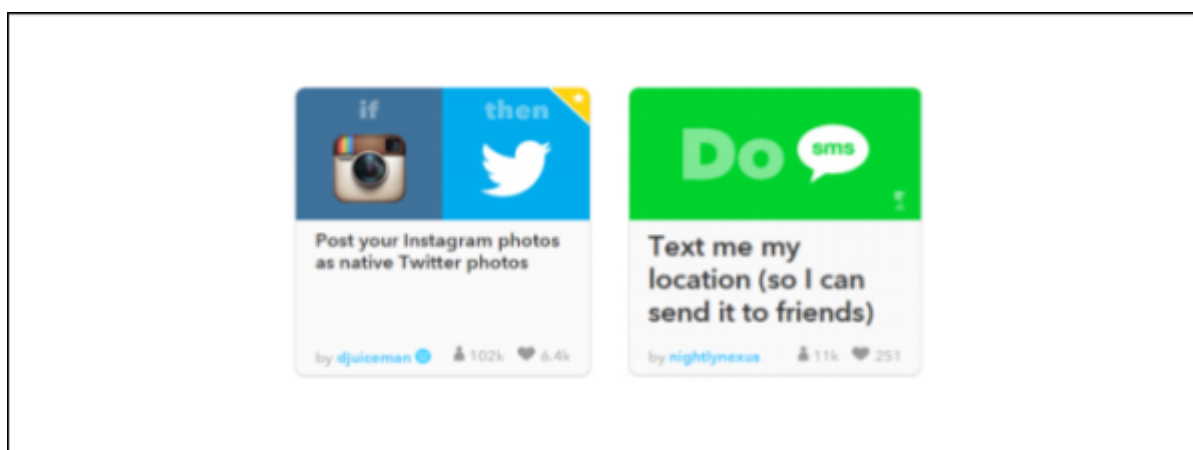 if then
Post your Instagram photos
as native Twitter photos
by djuiceman 102k 6.4k
Do sms
Text me my
location (so I can
send it to friends)
by nightlynexus 11k 251